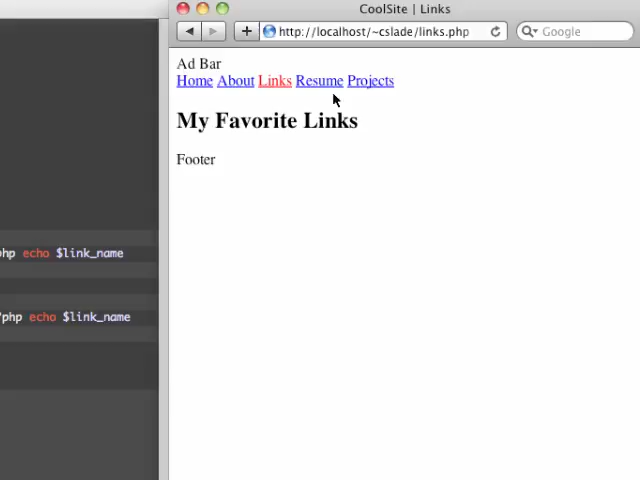 CoolSite | Links
http://localhost/~cslade/links.php
Google
Ad Bar
Home About Links Resume Projects
My Favorite Links
Footer
php echo $link_name
?php echo $link_name